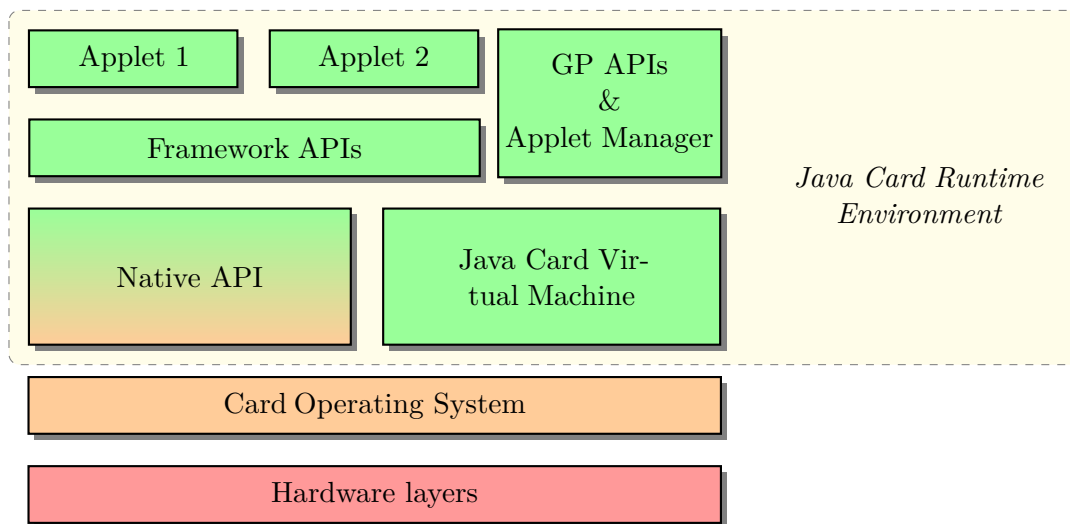 Applet 1
Applet 2
GP APIs
&
Applet Manager
Framework APIs
Java Card Runtime
Environment
Native API
Java Card Vir-
tual Machine
Card Operating System
Hardware layers